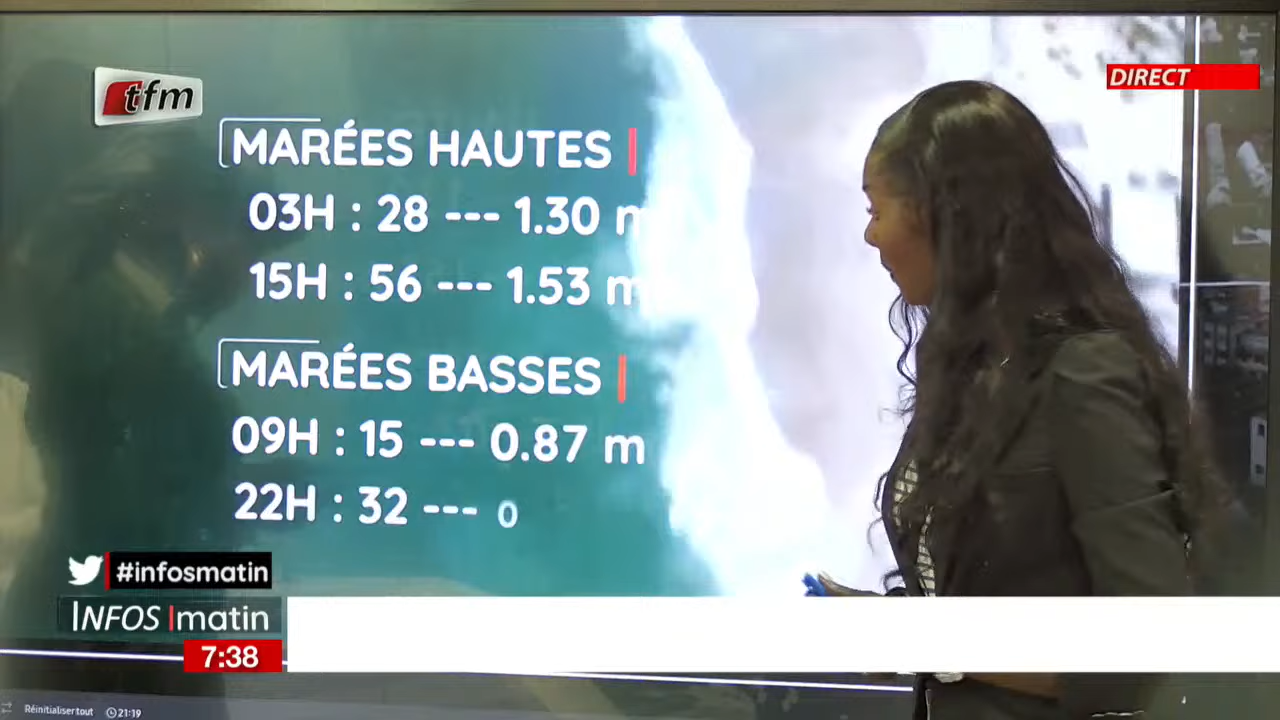 tfm
DIRECT
MARÉES HAUTES
03H : 28 --- 1.30 m
15H : 56 --- 1.53 m
MARÉES BASSES
09H : 15 --- 0.87 m
22H : 32 --- 0
#infosmatin
INFOS matin
7:38
Réinitialiser tout 21:19